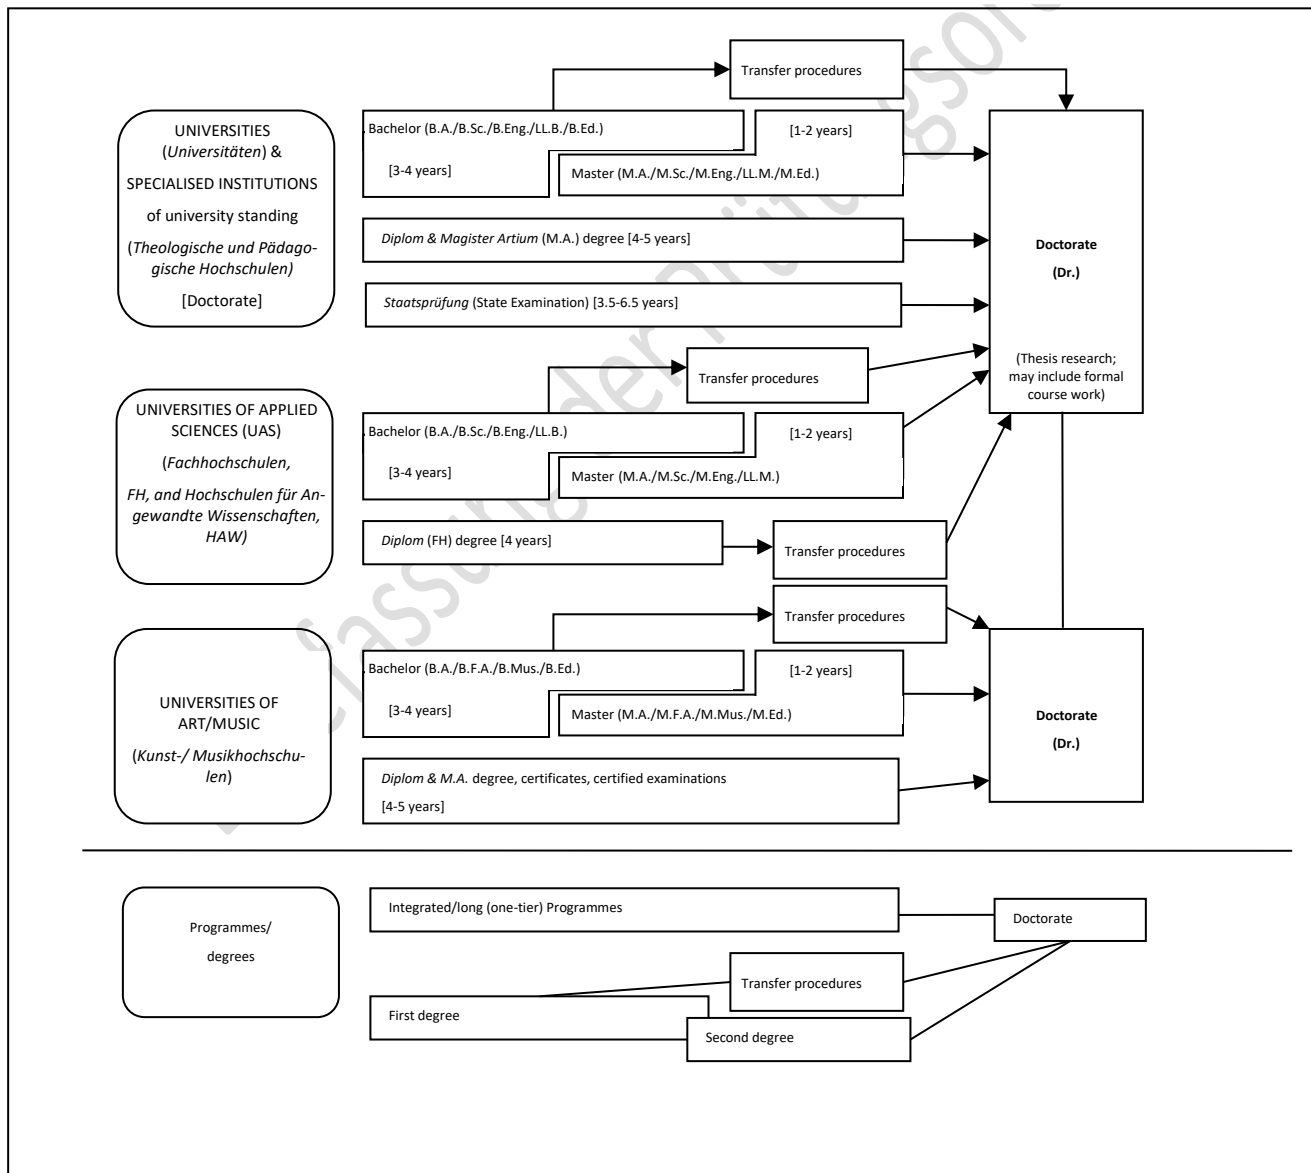 Transfer procedures
UNIVERSITIES
(Universitäten) &
SPECIALISED INSTITUTIONS
of university standing
(Theologische und Pädago-
gische Hochschulen)
[Doctorate]
Bachelor (B.A./B.Sc./B.Eng./LL.B./B.Ed.)
[3-4 years]
[1-2 years]
Master (M.A./M.Sc./M.Eng./LL.M./M.Ed.)
Diplom & Magister Artium (M.A.) degree [4-5 years]
Staatsprüfung (State Examination) [3.5-6.5 years]
Doctorate
(Dr.)
(Thesis research;
may include formal
course work)
Transfer procedures
UNIVERSITIES OF APPLIED
SCIENCES (UAS)
(Fachhochschulen,
FH, and Hochschulen für An-
gewandte Wissenschaften,
HAW)
Bachelor (B.A./B.Sc./B.Eng./LL.B.)
[3-4 years]
[1-2 years]
Master (M.A./M.Sc./M.Eng./LL.M.)
Diplom (FH) degree [4 years]
Transfer procedures
Transfer procedures
UNIVERSITIES OF
ART/MUSIC
(Kunst-/ Musikhochschu-
len)
Bachelor (B.A./B.F.A./B.Mus./B.Ed.)
[3-4 years]
[1-2 years]
Master (M.A./M.F.A./M.Mus./M.Ed.)
Diplom & M.A. degree, certificates, certified examinations
[4-5 years]
Doctorate
(Dr.)
Programmes/
degrees
Integrated/long (one-tier) Programmes
Doctorate
Transfer procedures
First degree
Second degree